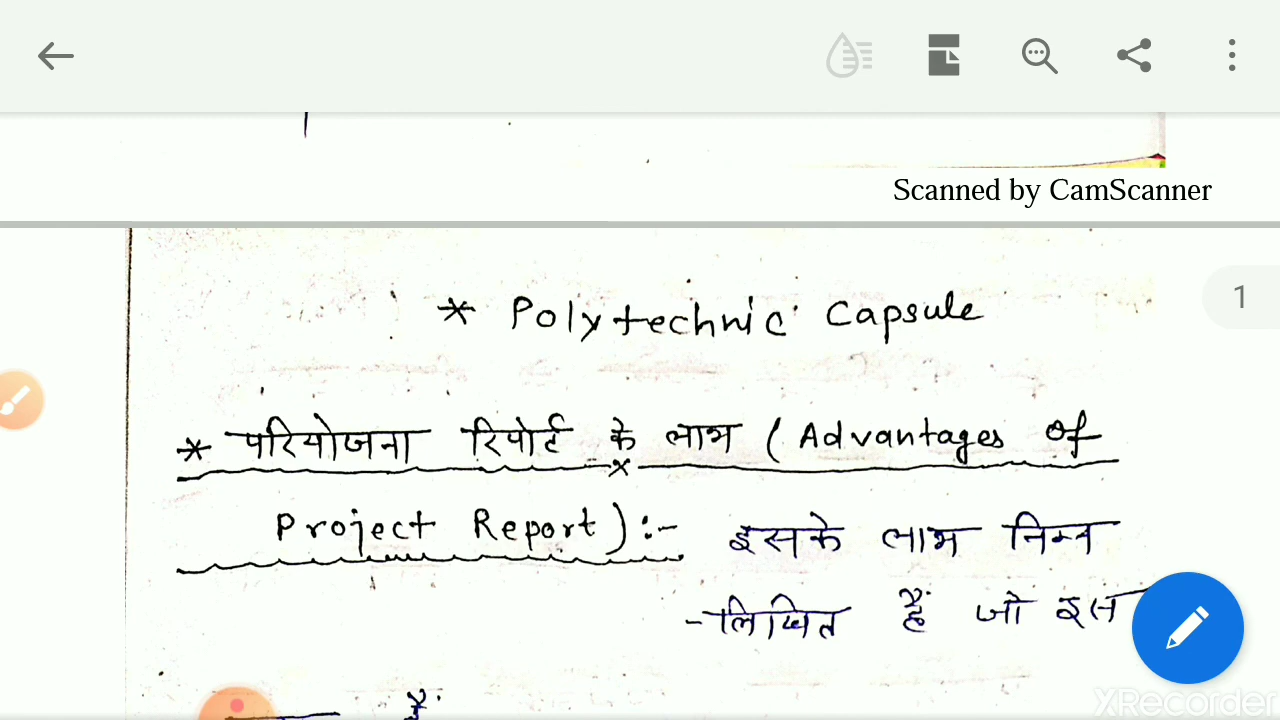 Scanned by CamScanner
1
* Polytechnic Capsule
* परियोजना रिपोर्ट के लाभ ( Advantages of
Project Report ) :- इसके लाभ निम्न
-लिखित हैं जो इस
XRecorder